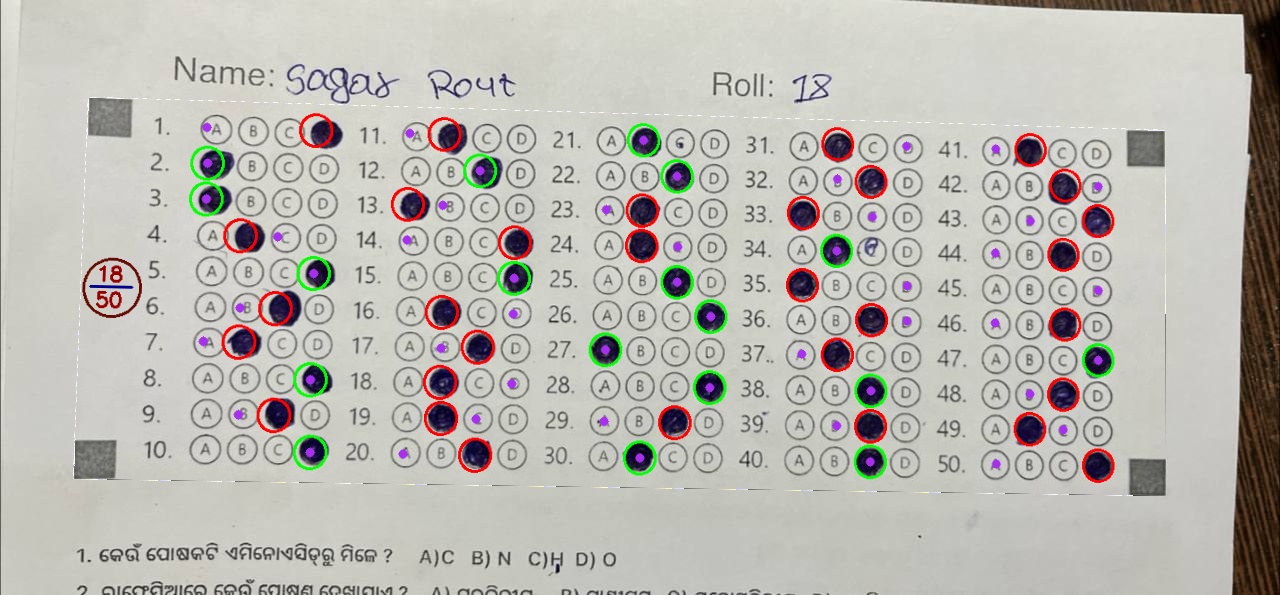 Name: Sagar Rout Roll: 18
1. A B C 11. A C D 21. A C D 31. A C D 41. A C D
2. B C D 12. A B D 22. A B D 32. A B D 42. A B D
3. B C D 13. B C D 23. A C D 33. B C D 43. A B C
4. A C D 14. A B C 24. A C D 34. A D 44. A B D
5. A B C 15. A B C 25. A B D 35. B C D 45. A B C D
18
50
6. A B D 16. A C D 26. A B C 36. A B D 46. A B D
7. A C D 17. A B D 27. B C D 37.. A C D 47. A B C
8. A B C 18. A C D 28. A B C 38. A B D 48. A B D
9. A B D 19. A C D 29. A B D 39. A B D 49. A C D
10. A B C 20. A B D 30. A C D 40. A B D 50. A B C
1. କେଉଁ ପୋଷକଟି ଏମିନୋଏସିଡ୍‌ରୁ ମିଳେ ? A)C B) N C)H D) O